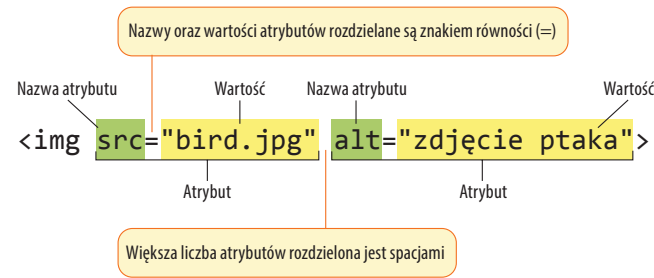 Nazwy oraz wartości atrybutów rozdzielane są znakiem równości (=)
Nazwa atrybutu Wartość Nazwa atrybutu Wartość
<img src="bird.jpg" alt="zdjęcie ptaka">
Atrybut Atrybut
Większa liczba atrybutów rozdzielona jest spacjami